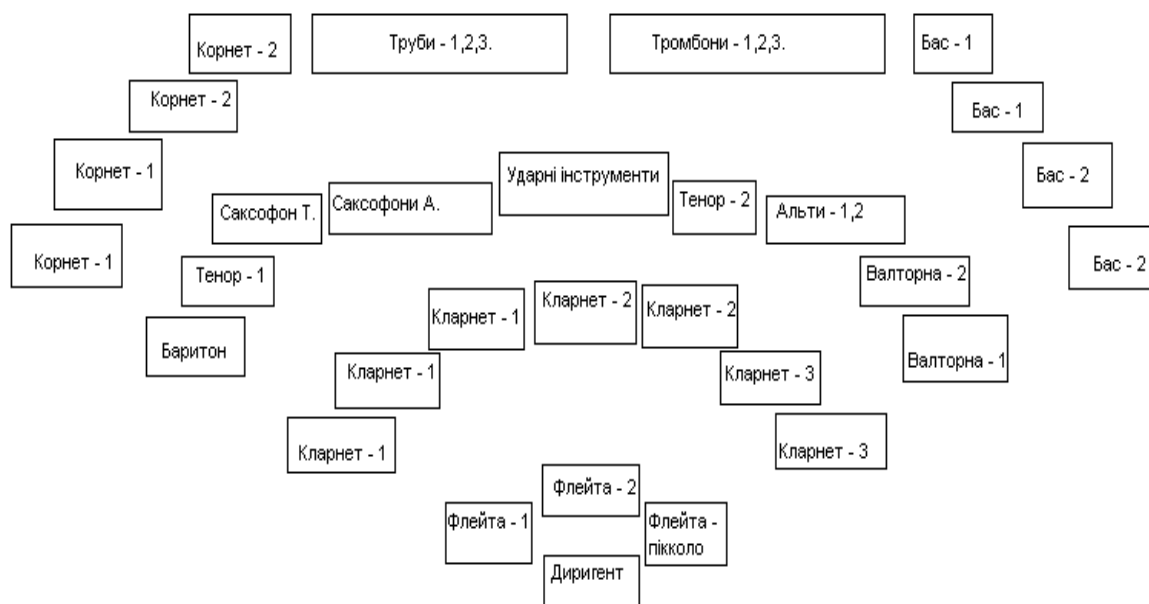 Корнет - 2
Труби - 1,2,3.
Тромбони - 1,2,3.
Бас - 1
Корнет - 2
Бас - 1
Корнет - 1
Ударні інструменти
Бас - 2
Саксофон Т.
Саксофони А.
Тенор - 2
Альти - 1,2
Корнет - 1
Бас - 2
Тенор - 1
Валторна - 2
Кларнет - 1
Кларнет - 2
Кларнет - 2
Баритон
Валторна - 1
Кларнет - 1
Кларнет - 3
Кларнет - 1
Кларнет - 3
Флейта - 2
Флейта - 1
Флейта -
пікколо
Диригент